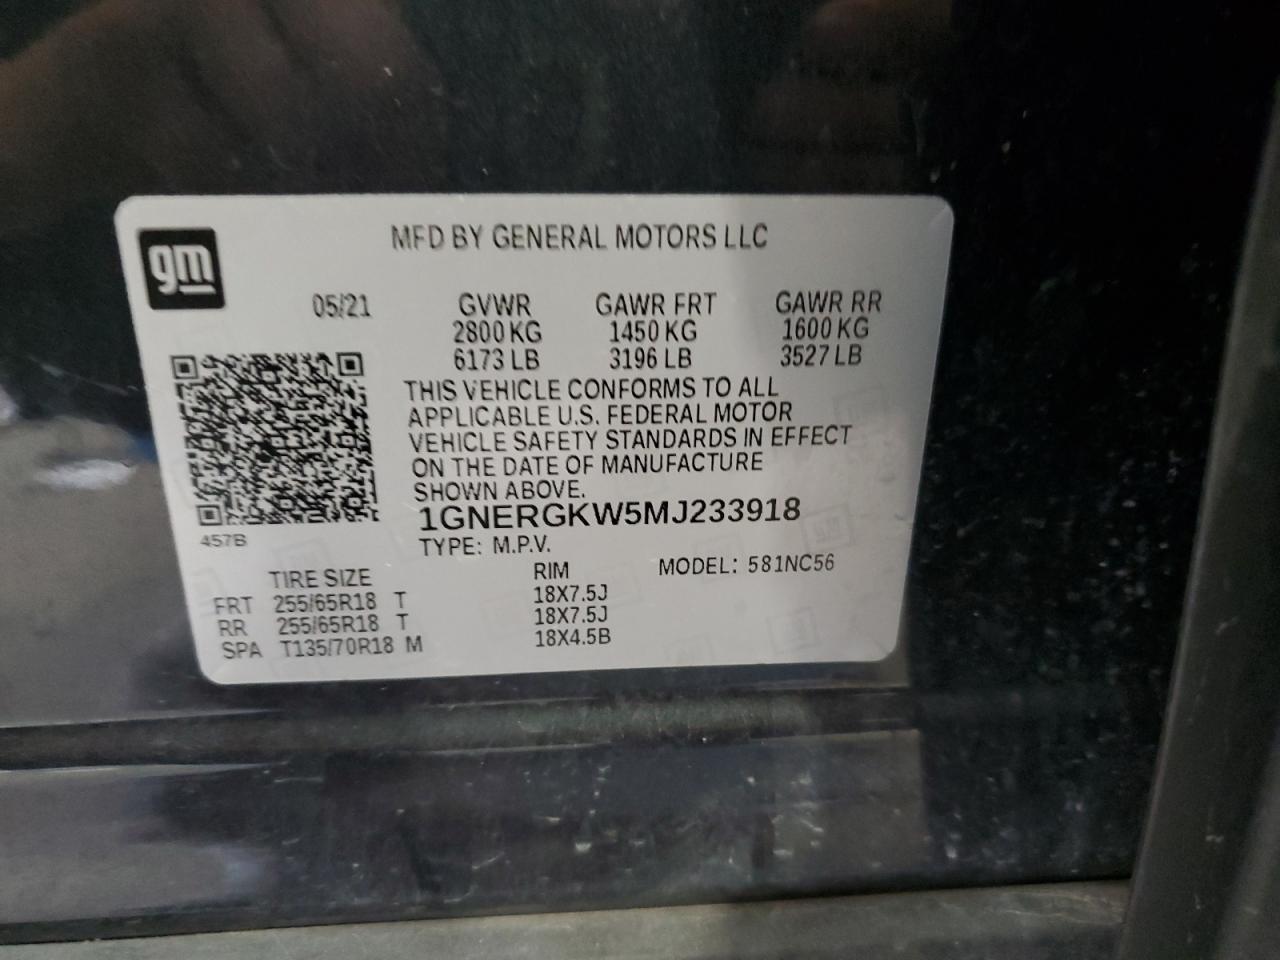 gm
MFD BY GENERAL MOTORS LLC
05/21 GVWR GAWR FRT GAWR RR
2800 KG 1450 KG 1600 KG
6173 LB 3196 LB 3527 LB
THIS VEHICLE CONFORMS TO ALL
APPLICABLE U.S. FEDERAL MOTOR
VEHICLE SAFETY STANDARDS IN EFFECT
ON THE DATE OF MANUFACTURE
SHOWN ABOVE.
1GNERGKW5MJ233918
457B
TYPE: M.P.V.
MODEL: 581NC56
TIRE SIZE RIM
FRT 255/65R18 T 18X7.5J
RR 255/65R18 T 18X7.5J
SPA T135/70R18 M 18X4.5B